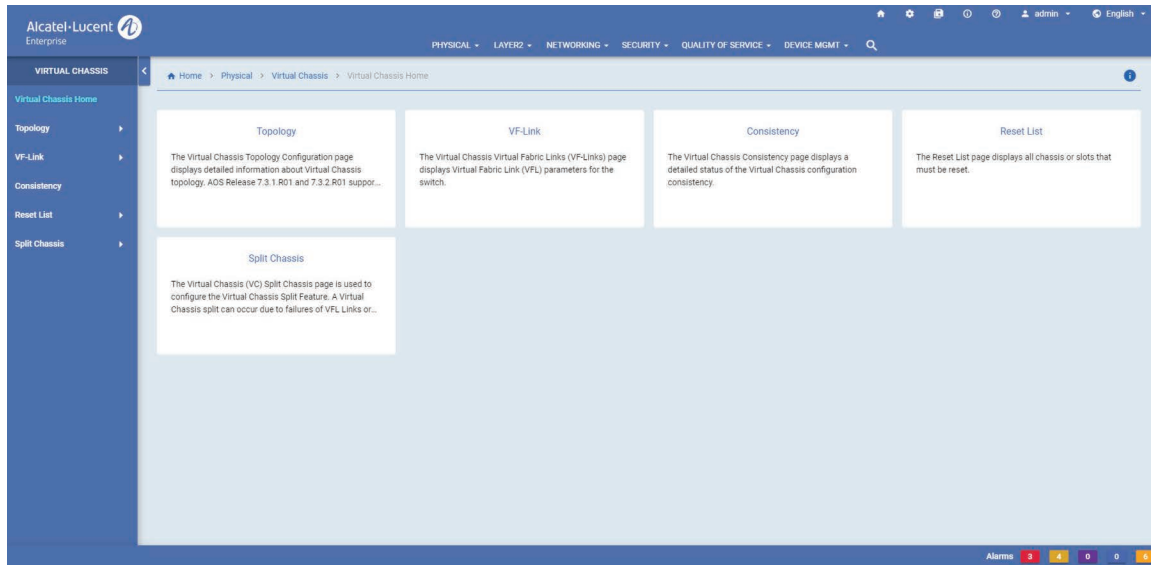 Alcatel·Lucent
Enterprise
admin
English
PHYSICAL
LAYER2
NETWORKING
SECURITY
QUALITY OF SERVICE
DEVICE MGMT
VIRTUAL CHASSIS
Home > Physical > Virtual Chassis > Virtual Chassis Home
Virtual Chassis Home
Topology
VF-Link
Consistency
Reset List
Split Chassis
Topology
The Virtual Chassis Topology Configuration page
displays detailed information about Virtual Chassis
topology. AOS Release 7.3.1.R01 and 7.3.2.R01 suppor...
VF-Link
The Virtual Chassis Virtual Fabric Links (VF-Links) page
displays Virtual Fabric Link (VFL) parameters for the
switch.
Consistency
The Virtual Chassis Consistency page displays a
detailed status of the Virtual Chassis configuration
consistency.
Reset List
The Reset List page displays all chassis or slots that
must be reset.
Split Chassis
The Virtual Chassis (VC) Split Chassis page is used to
configure the Virtual Chassis Split Feature. A Virtual
Chassis split can occur due to failures of VFL Links or...
Alarms 3 4 0 0 6